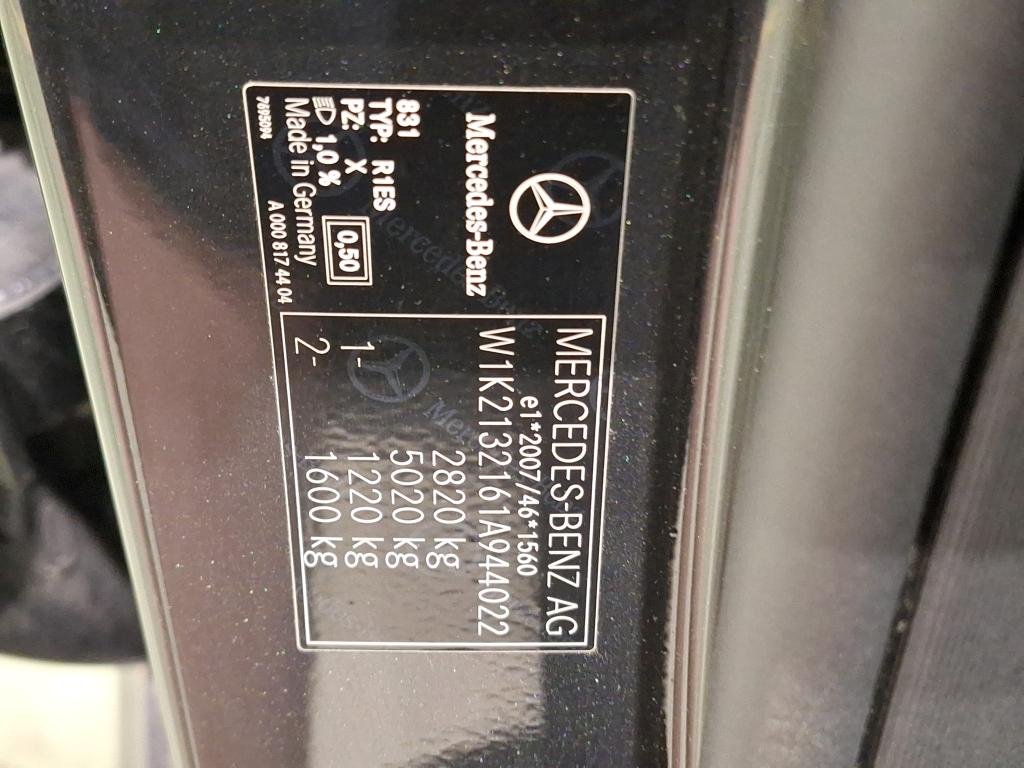 Mercedes-Benz
831
TYP: R1ES
PZ: X
1,0 % 0,50
Made in Germany
A 000 817 44 04
MERCEDES-BENZ AG
e1*2007/46*1560
W1K2132161A944022
2820 kg
5020 kg
1- 1220 kg
2- 1600 kg